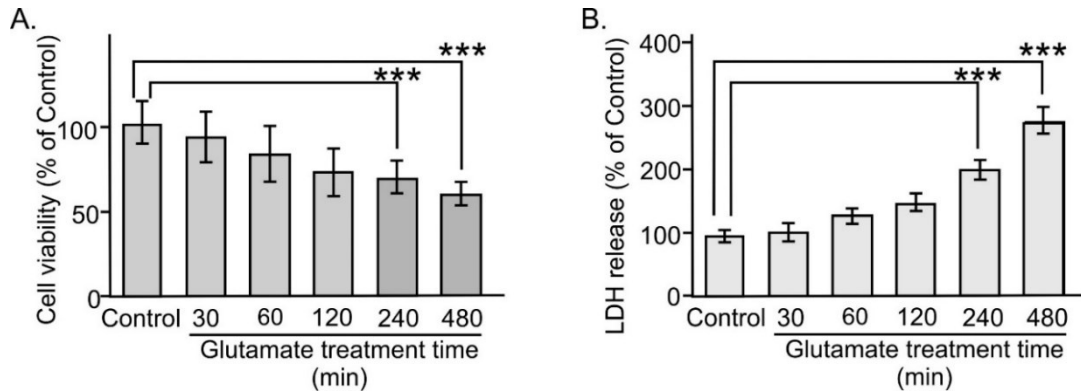 A.
Cell viability (% of Control)
100
50
0
***
***
Control 30 60 120 240 480
Glutamate treatment time
(min)
B.
LDH release (% of Control)
400
300
200
100
0
***
***
Control 30 60 120 240 480
Glutamate treatment time
(min)